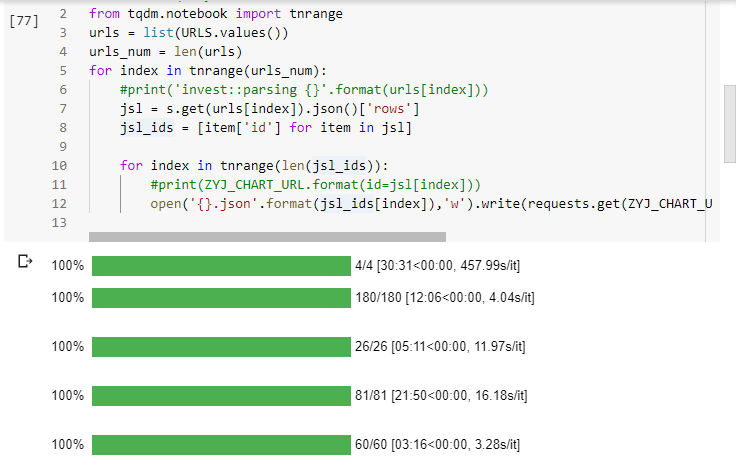 [77]
2 from tqdm.notebook import tnrange
3 urls = list(URLS.values())
4 urls_num = len(urls)
5 for index in tnrange(urls_num):
6     #print('invest::parsing {}'.format(urls[index]))
7     jsl = s.get(urls[index]).json()['rows']
8     jsl_ids = [item['id'] for item in jsl]
9
10     for index in tnrange(len(jsl_ids)):
11         #print(ZYJ_CHART_URL.format(id=jsl[index]))
12         open('{}.json'.format(jsl_ids[index]),'w').write(requests.get(ZYJ_CHART_U
13
100% 4/4 [30:31<00:00, 457.99s/it]
100% 180/180 [12:06<00:00, 4.04s/it]
100% 26/26 [05:11<00:00, 11.97s/it]
100% 81/81 [21:50<00:00, 16.18s/it]
100% 60/60 [03:16<00:00, 3.28s/it]